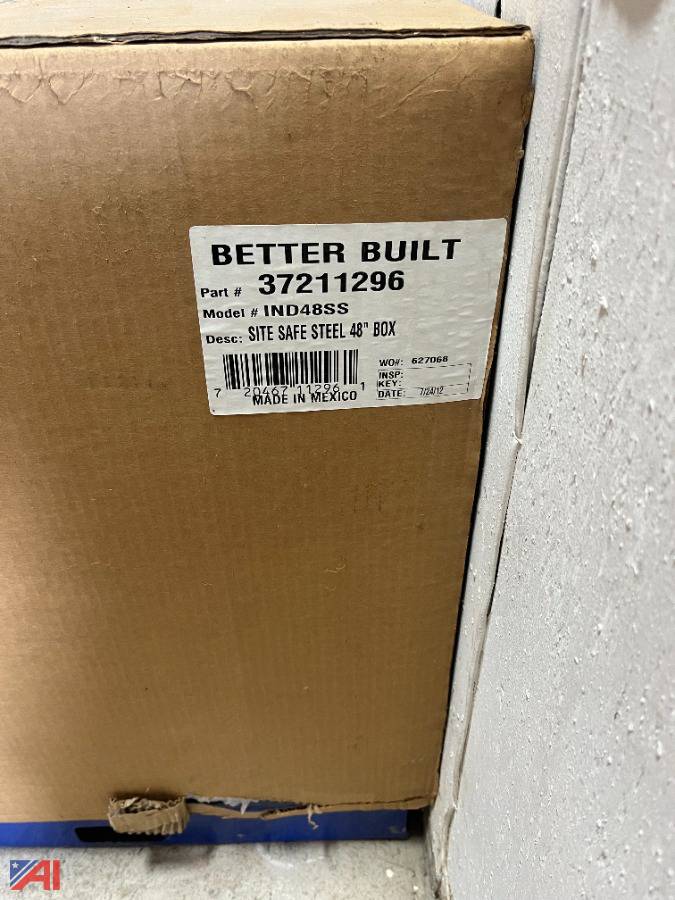 BETTER BUILT
Part # 37211296
Model # IND48SS
Desc: SITE SAFE STEEL 48" BOX
WO#: 627068
INSP:
KEY:
DATE: 7/24/12
7 20467 11296 1
MADE IN MEXICO
AI